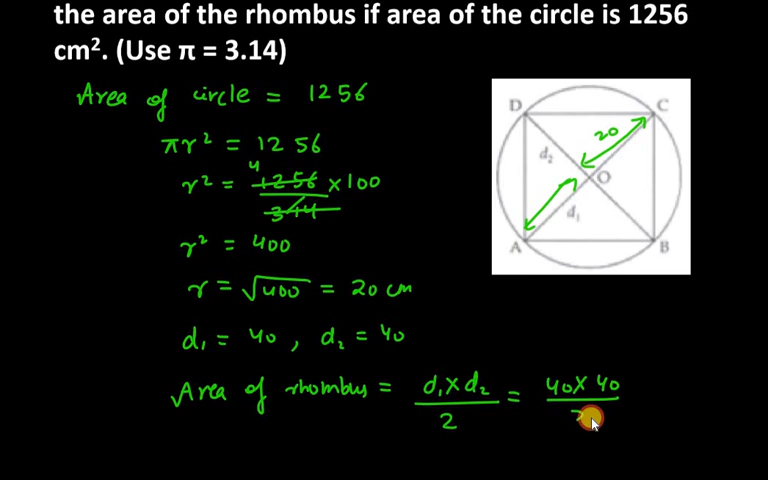 the area of the rhombus if area of the circle is 1256
cm². (Use π = 3.14)
Area of circle = 1256
πr² = 1256
4
r² = 1256 × 100
314
r² = 400
r = √400 = 20 cm
d₁ = 40, d₂ = 40
Area of rhombus = d₁ × d₂ = 40 × 40
2
D C
20
d₂
O
d₁
A B